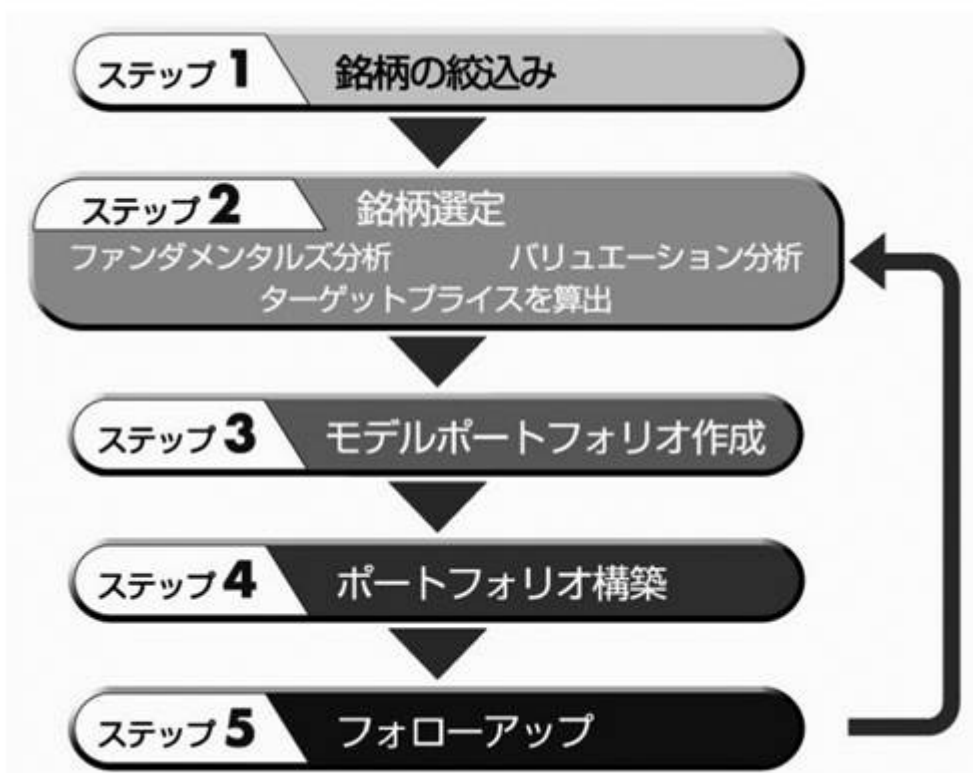 ステップ1 銘柄の絞込み
ステップ2 銘柄選定
ファンダメンタルズ分析 バリュエーション分析
ターゲットプライスを算出
ステップ3 モデルポートフォリオ作成
ステップ4 ポートフォリオ構築
ステップ5 フォローアップ